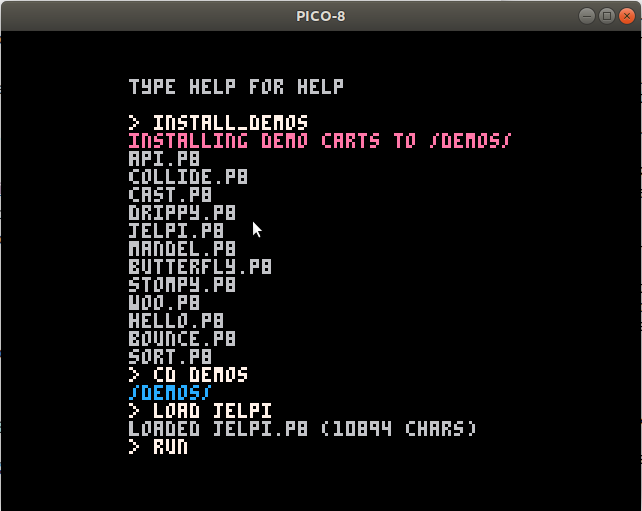 PICO-8
TYPE HELP FOR HELP
> INSTALL_DEMOS
INSTALLING DEMO CARTS TO /DEMOS/
API.P8
COLLIDE.P8
CAST.P8
DRIPPY.P8
JELPI.P8
MANDEL.P8
BUTTERFLY.P8
STOMPY.P8
WOO.P8
HELLO.P8
BOUNCE.P8
SORT.P8
> CD DEMOS
/DEMOS/
> LOAD JELPI
LOADED JELPI.P8 (10894 CHARS)
> RUN